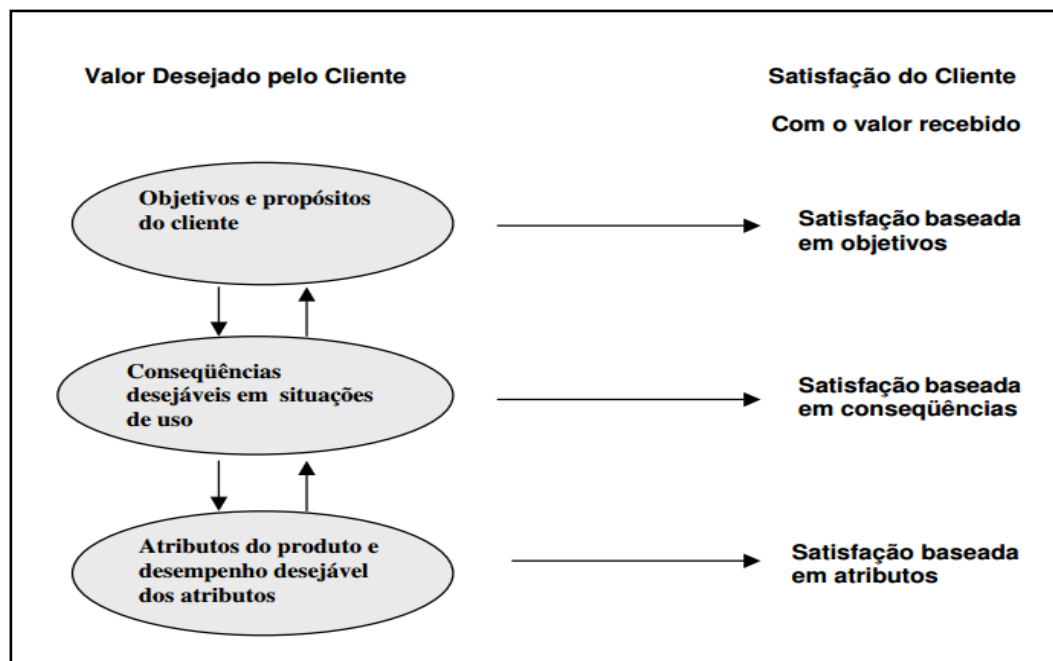 Valor Desejado pelo Cliente
Satisfação do Cliente
Com o valor recebido
Objetivos e propósitos
do cliente
Satisfação baseada
em objetivos
Conseqüências
desejáveis em situações
de uso
Satisfação baseada
em conseqüências
Atributos do produto e
desempenho desejável
dos atributos
Satisfação baseada
em atributos